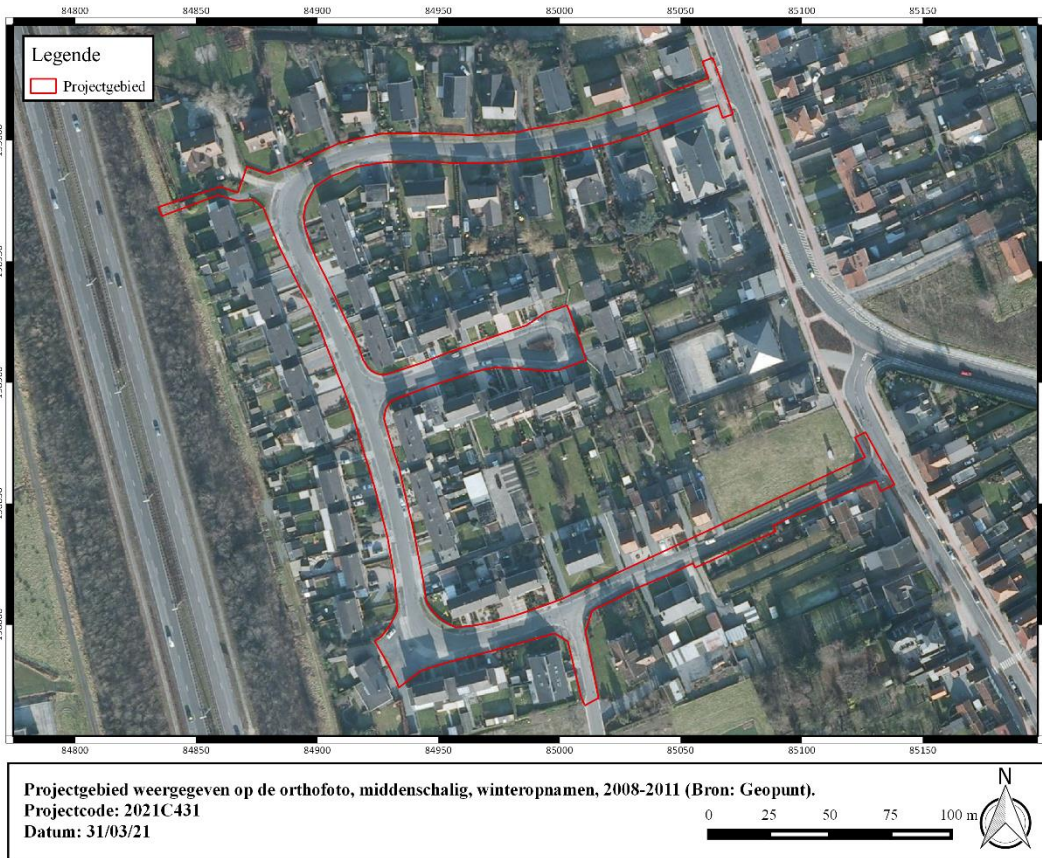 84800 84850 84900 84950 85000 85050 85100 85150
Legende
Projectgebied
84800 84850 84900 84950 85000 85050 85100 85150
Projectgebied weergegeven op de orthofoto, middenschalig, winteropnamen, 2008-2011 (Bron: Geopunt).
Projectcode: 2021C431
Datum: 31/03/21
0 25 50 75 100 m
N